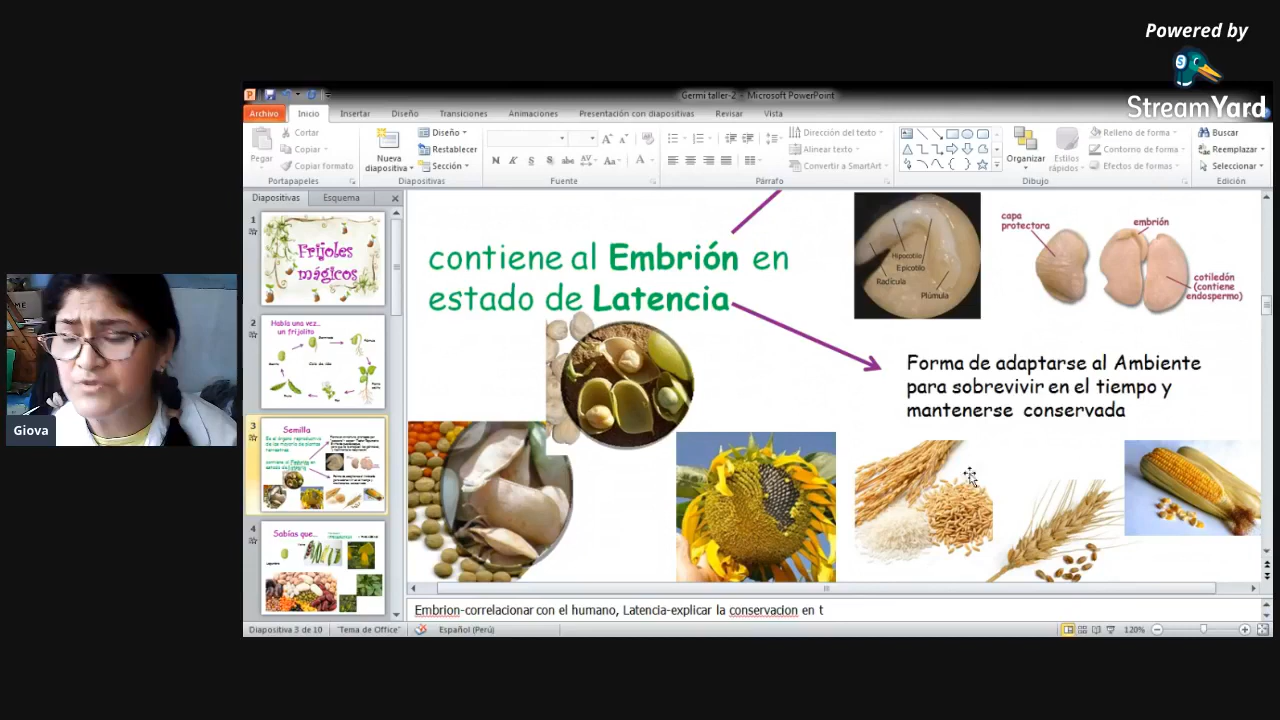 Powered by
StreamYard
Germi taller-2 - Microsoft PowerPoint
Archivo Inicio Insertar Diseño Transiciones Animaciones Presentación con diapositivas Revisar Vista
Cortar
Copiar
Copiar formato
Pegar
Portapapeles
Nueva
diapositiva
Diseño
Restablecer
Sección
Diapositivas
Fuente
Dirección del texto
Alinear texto
Convertir a SmartArt
Párrafo
Organizar
Estilos
rápidos
Relleno de forma
Contorno de forma
Efectos de formas
Dibujo
Buscar
Reemplazar
Seleccionar
Edición
Diapositivas Esquema
1
Frijoles
mágicos
2
Había una vez...
un frijolito
3
Semilla
4
Sabías que...
contiene al Embrión en
estado de Latencia
Hipocotilo
Epicotilo
Radícula
Plúmula
capa
protectora
embrión
cotiledón
(contiene
endospermo)
Forma de adaptarse al Ambiente
para sobrevivir en el tiempo y
mantenerse conservada
Embrion-correlacionar con el humano, Latencia-explicar la conservacion en t
Diapositiva 3 de 10 "Tema de Office" Español (Perú) 120%
Giova